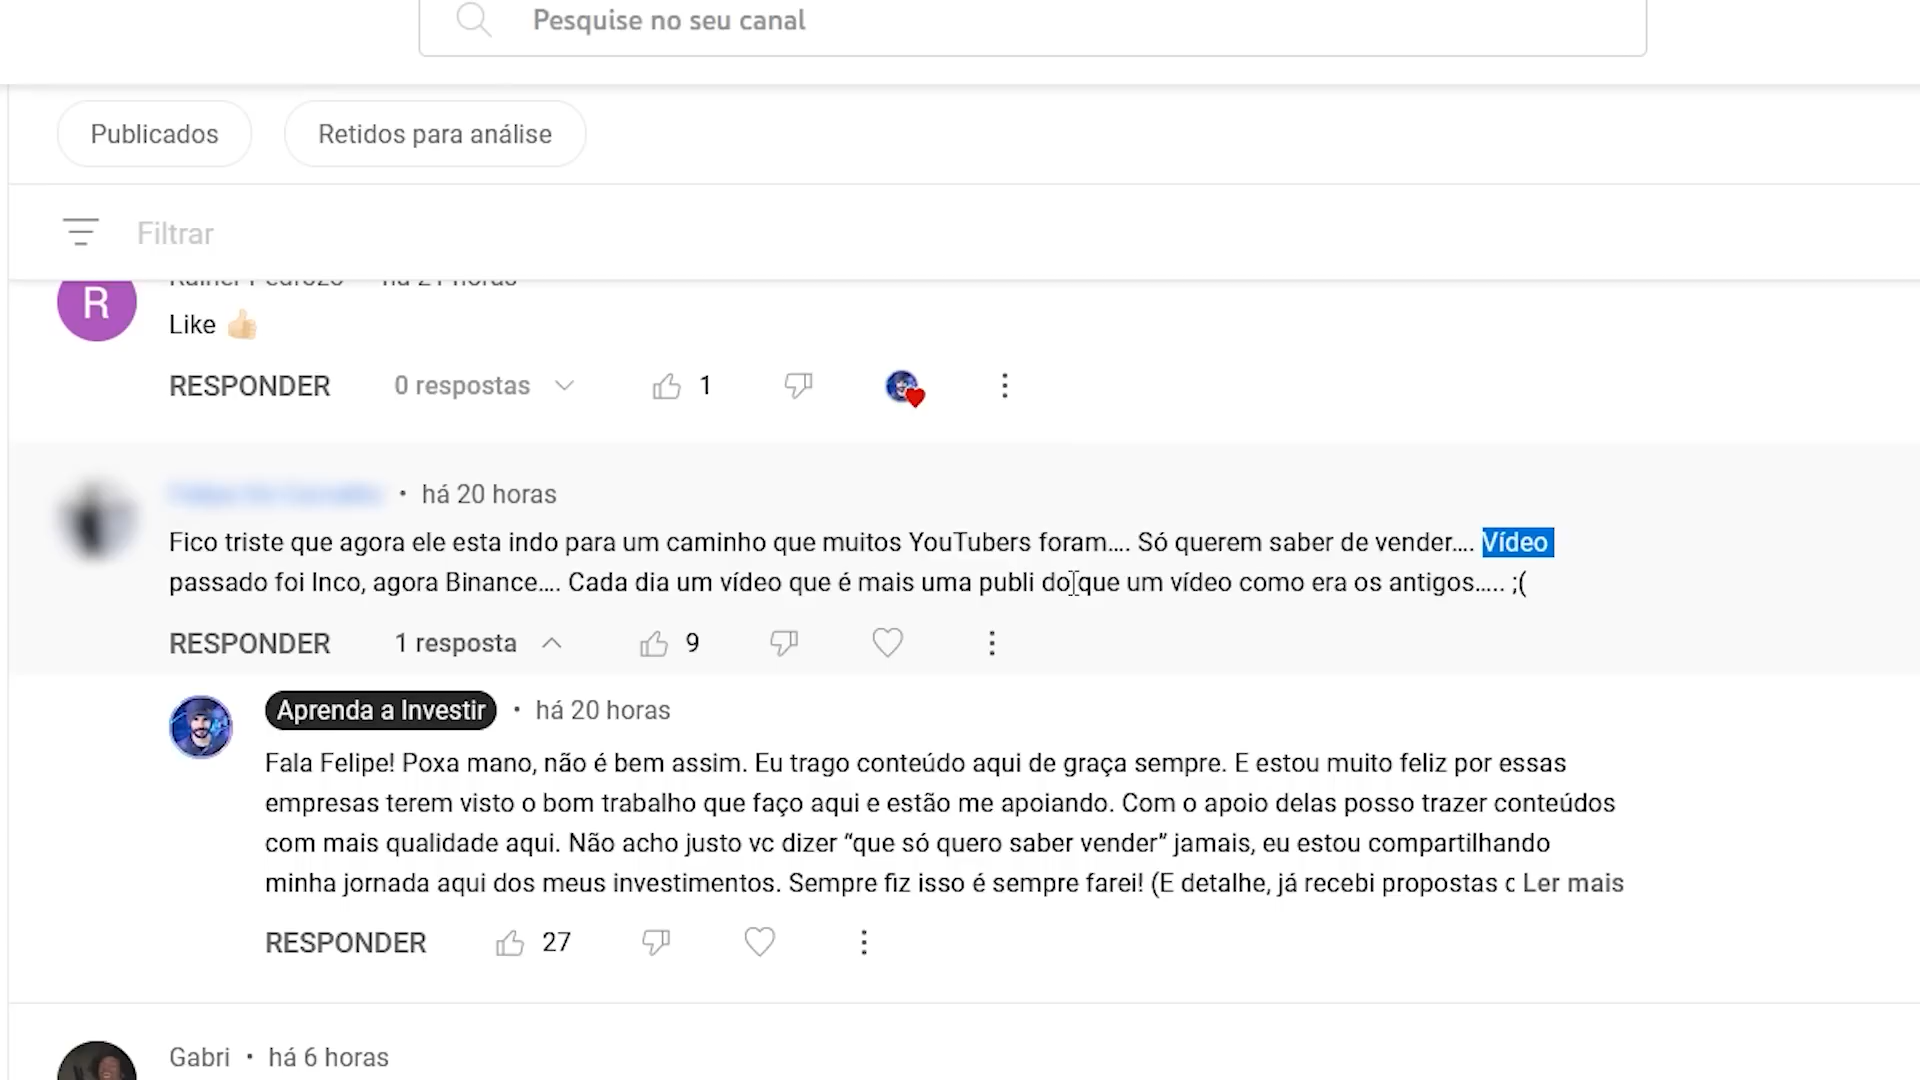 Pesquise no seu canal
Publicados
Retidos para análise
Filtrar
R
Like 👍🏻
RESPONDER 0 respostas 1
• há 20 horas
Fico triste que agora ele esta indo para um caminho que muitos YouTubers foram.... Só querem saber de vender.... Vídeo
passado foi Inco, agora Binance.... Cada dia um vídeo que é mais uma publi do que um vídeo como era os antigos..... ;(
RESPONDER 1 resposta 9
Aprenda a Investir • há 20 horas
Fala Felipe! Poxa mano, não é bem assim. Eu trago conteúdo aqui de graça sempre. E estou muito feliz por essas
empresas terem visto o bom trabalho que faço aqui e estão me apoiando. Com o apoio delas posso trazer conteúdos
com mais qualidade aqui. Não acho justo vc dizer “que só quero saber vender” jamais, eu estou compartilhando
minha jornada aqui dos meus investimentos. Sempre fiz isso é sempre farei! (E detalhe, já recebi propostas Ler mais
RESPONDER 27
Gabri • há 6 horas